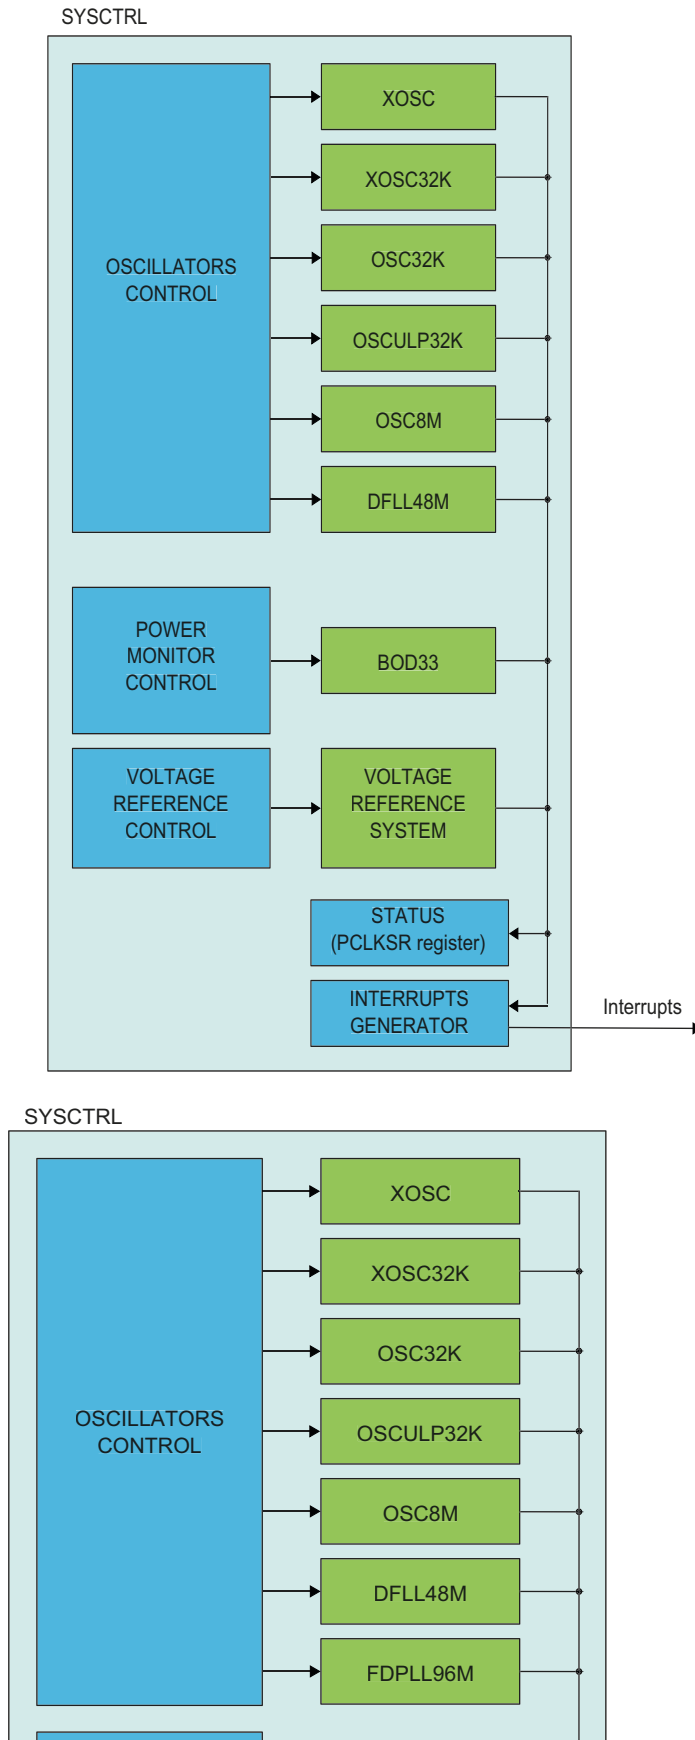 SYSCTRL
XOSC
XOSC32K
OSCILLATORS
CONTROL
OSC32K
OSCULP32K
OSC8M
DFLL48M
POWER
MONITOR
CONTROL
BOD33
VOLTAGE
REFERENCE
CONTROL
VOLTAGE
REFERENCE
SYSTEM
STATUS
(PCLKSR register)
INTERRUPTS
GENERATOR
Interrupts
SYSCTRL
XOSC
XOSC32K
OSC32K
OSCILLATORS
CONTROL
OSCULP32K
OSC8M
DFLL48M
FDPLL96M